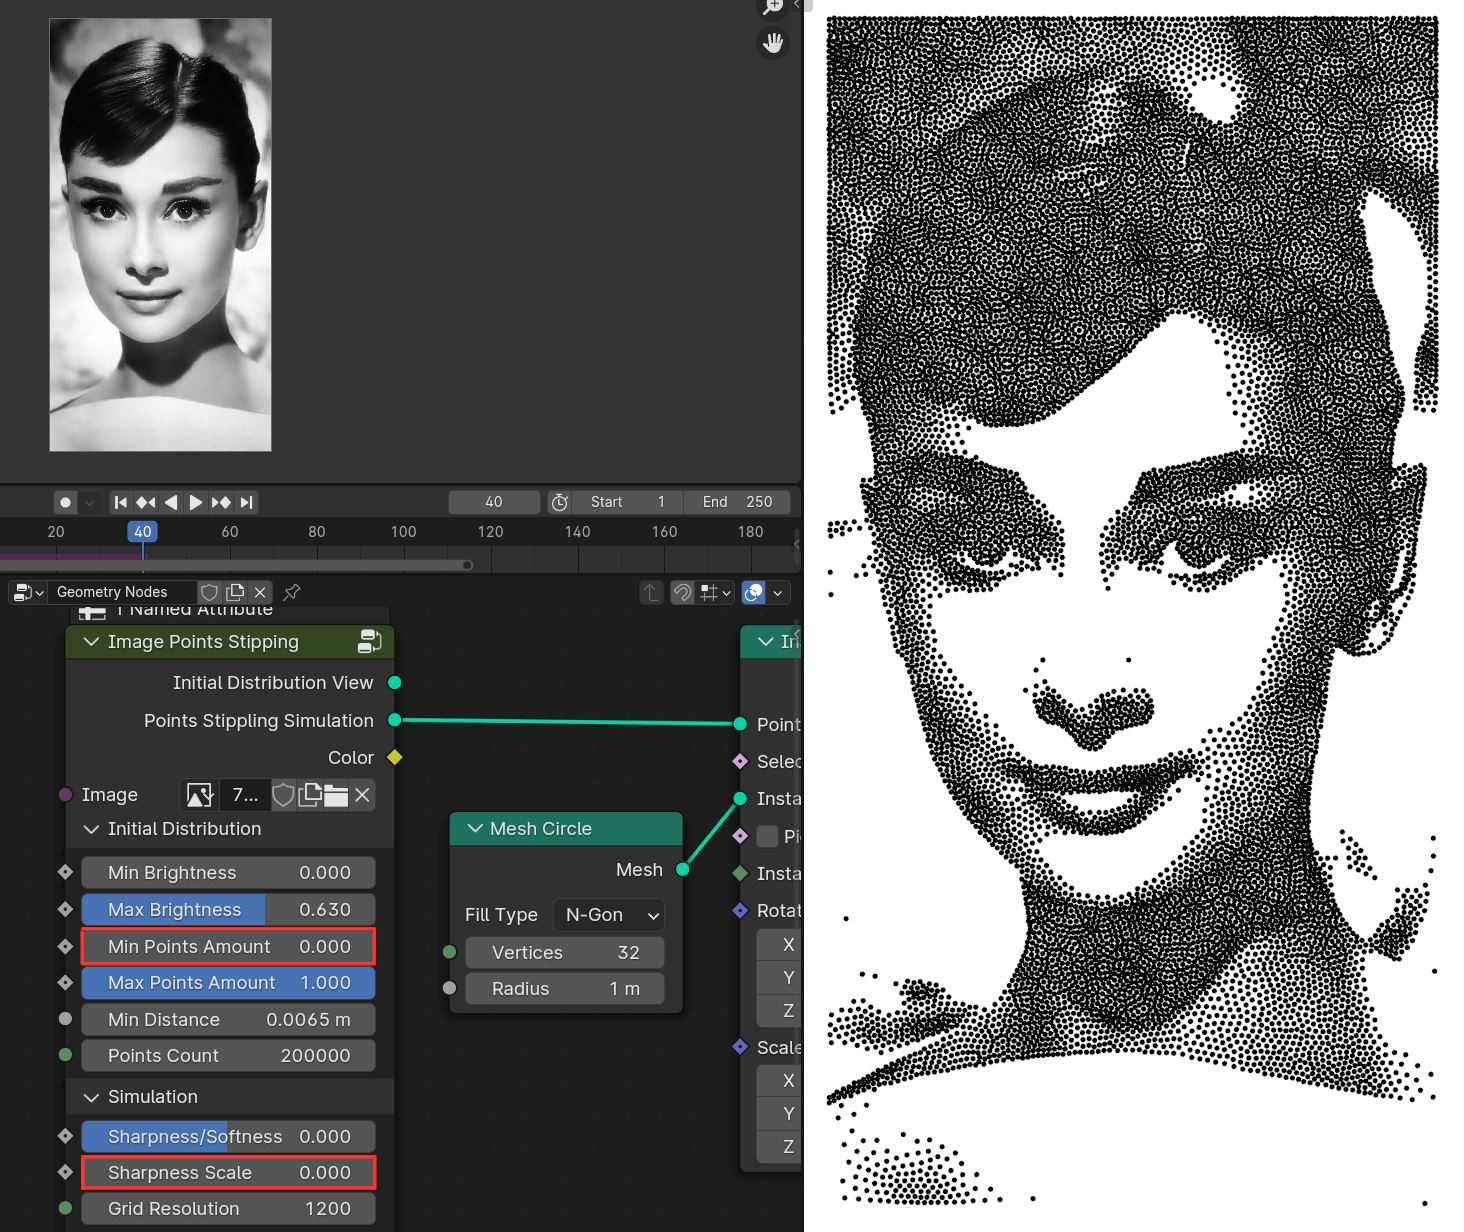 40
Start 1
End 250
20 40 60 80 100 120 140 160 180
Geometry Nodes
1 Named Attribute
Image Points Stipping
Initial Distribution View
Points Stippling Simulation
Color
Image 7...
Initial Distribution
Min Brightness 0.000
Max Brightness 0.630
Min Points Amount 0.000
Max Points Amount 1.000
Min Distance 0.0065 m
Points Count 200000
Simulation
Sharpness/Softness 0.000
Sharpness Scale 0.000
Grid Resolution 1200
Mesh Circle
Mesh
Fill Type N-Gon
Vertices 32
Radius 1 m
In
Point
Selec
Insta
Pi
Insta
Rotat
X
Y
Z
Scale
X
Y
Z